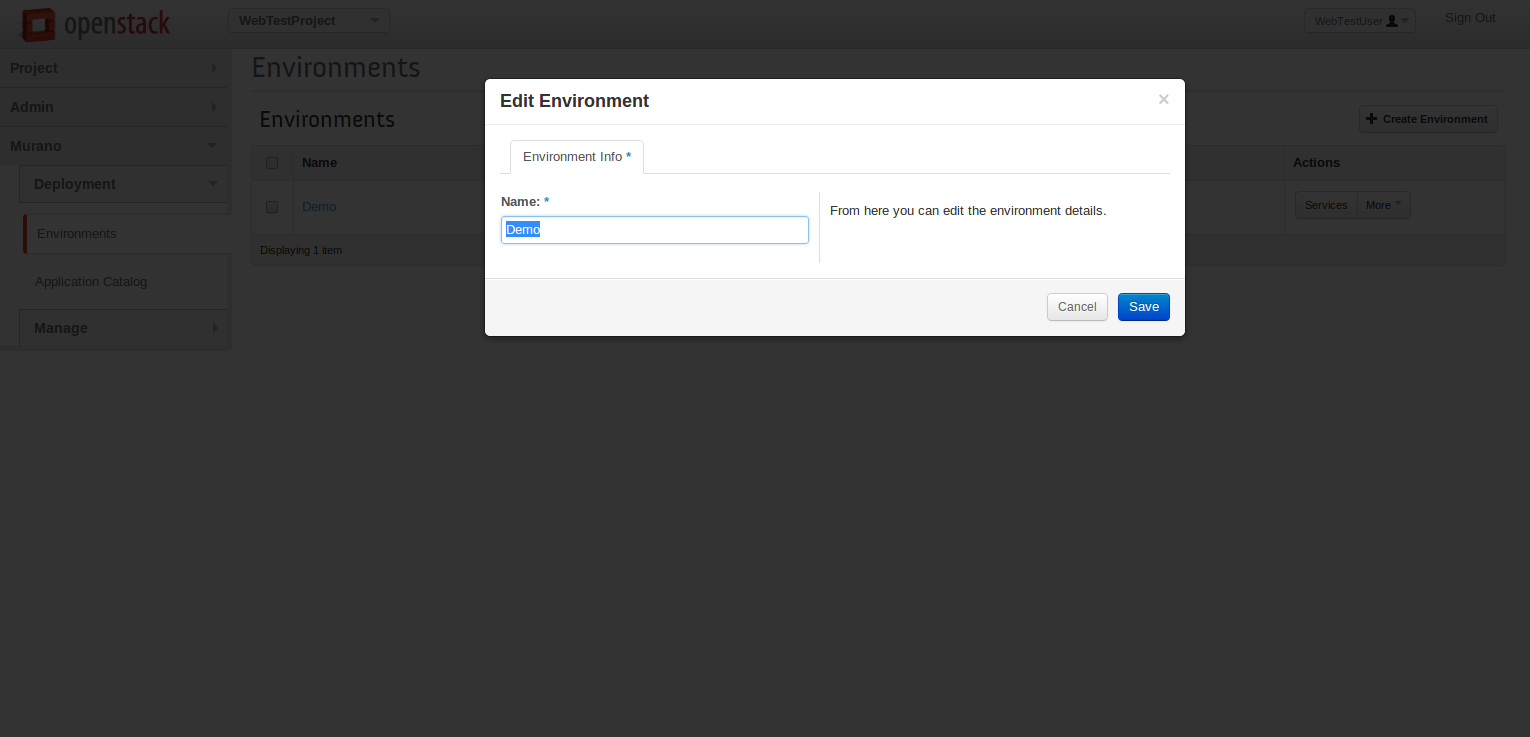 openstack
WebTestProject
WebTestUser
Sign Out
Project
Admin
Murano
Deployment
Environments
Application Catalog
Manage
Environments
Environments
Create Environment
Name
Actions
Demo
Services
More
Displaying 1 item
Edit Environment
×
Environment Info *
Name: *
Demo
From here you can edit the environment details.
Cancel
Save